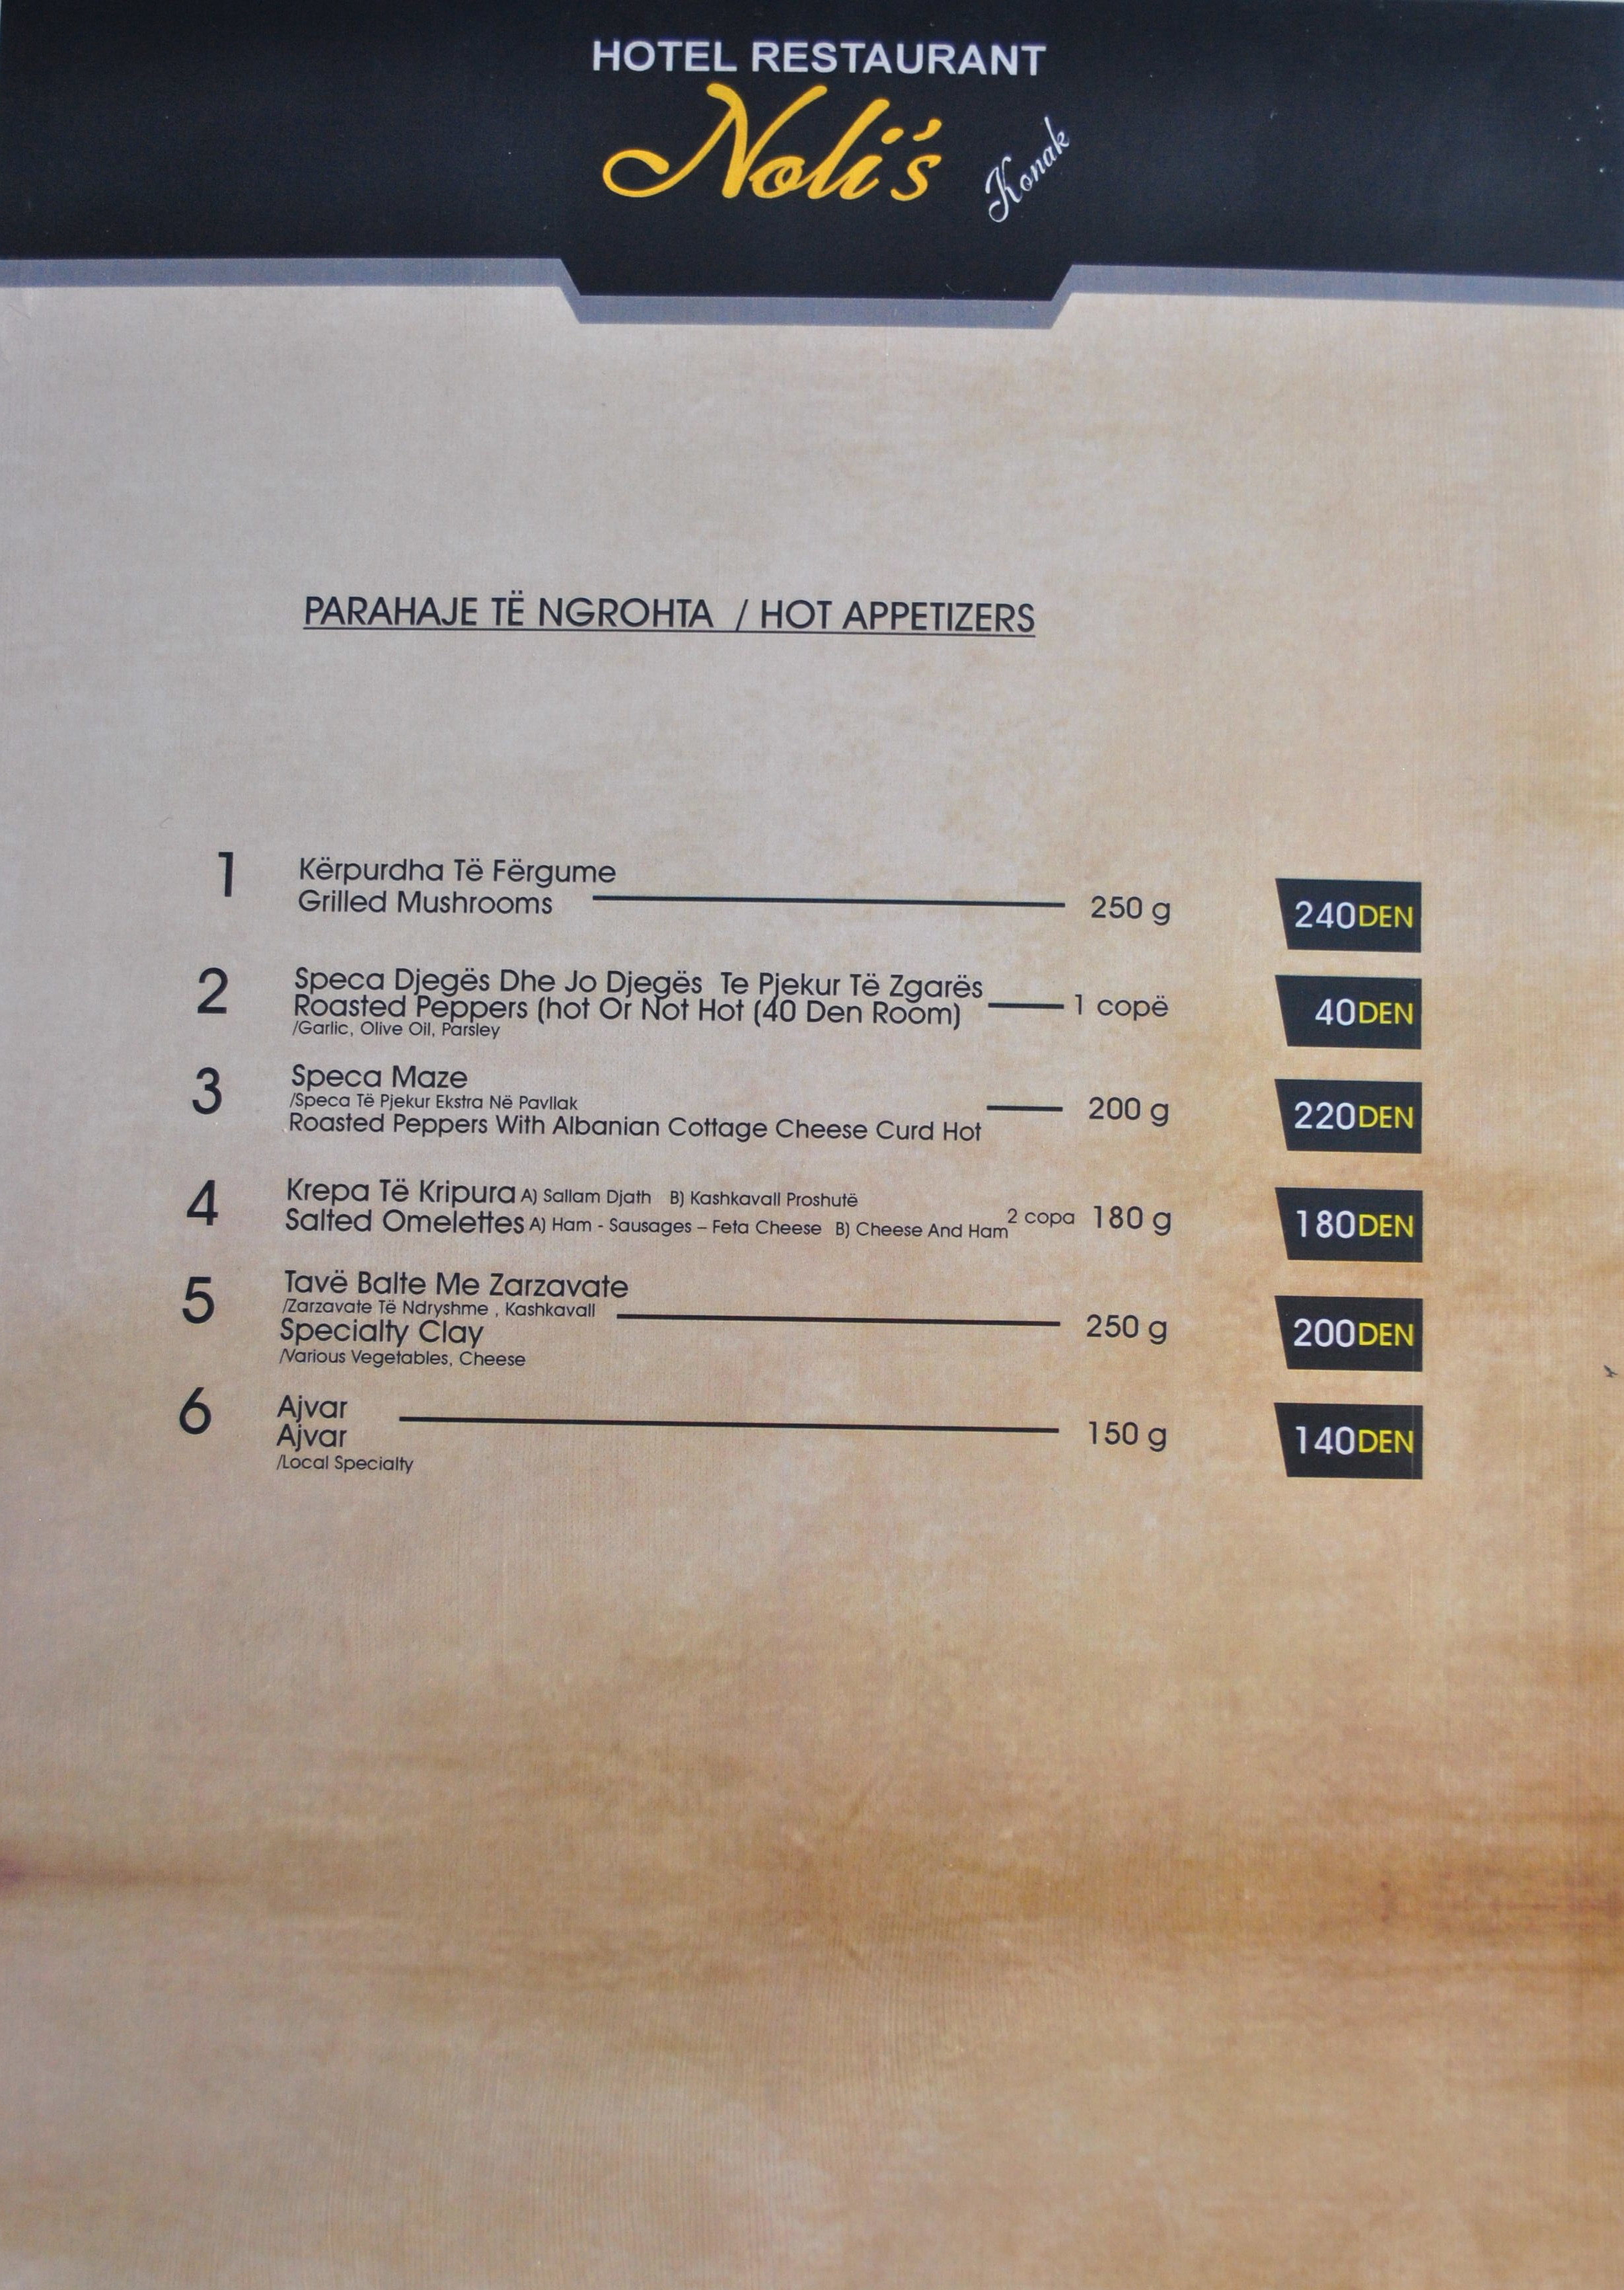 HOTEL RESTAURANT
Noli's Konak
PARAHAJE TË NGROHTA / HOT APPETIZERS
1 Kërpurdha Të Fërgume
Grilled Mushrooms 250 g 240DEN
2 Speca Djegës Dhe Jo Djegës Te Pjekur Të Zgarës
Roasted Peppers (hot Or Not Hot (40 Den Room) 1 copë 40DEN
/Garlic, Olive Oil, Parsley
3 Speca Maze
/Speca Të Pjekur Ekstra Në Pavllak 200 g 220DEN
Roasted Peppers With Albanian Cottage Cheese Curd Hot
4 Krepa Të Kripura A) Sallam Djath B) Kashkavall Proshutë
Salted Omelettes A) Ham - Sausages – Feta Cheese B) Cheese And Ham 2 copa 180 g 180DEN
5 Tavë Balte Me Zarzavate
/Zarzavate Të Ndryshme , Kashkavall
Specialty Clay 250 g 200DEN
/Various Vegetables, Cheese
6 Ajvar
Ajvar 150 g 140DEN
/Local Specialty